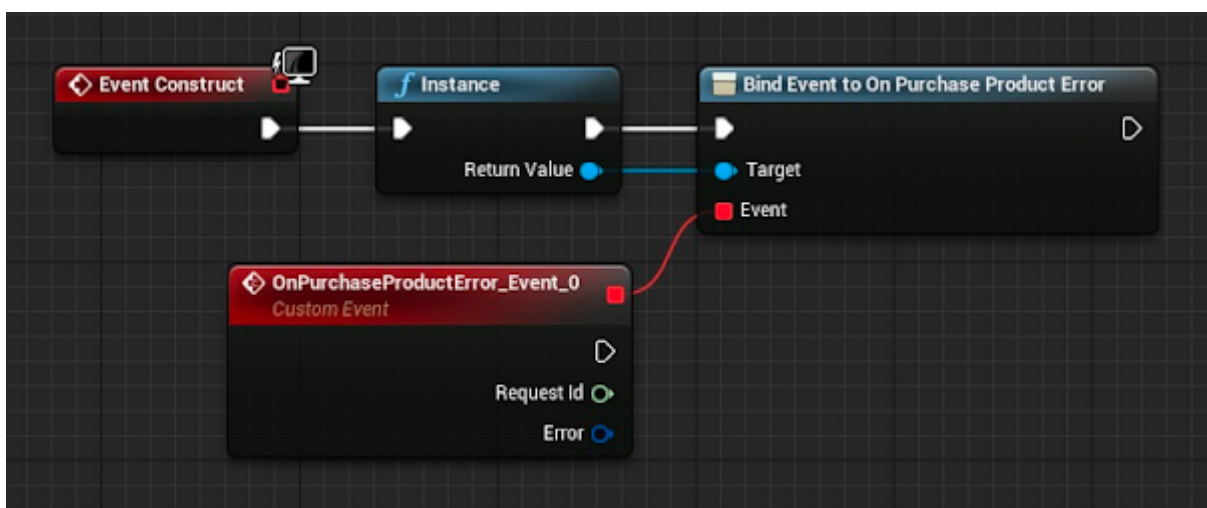 Event Construct
f Instance
Bind Event to On Purchase Product Error
Return Value
Target
Event
OnPurchaseProductError_Event_0
Custom Event
Request Id
Error